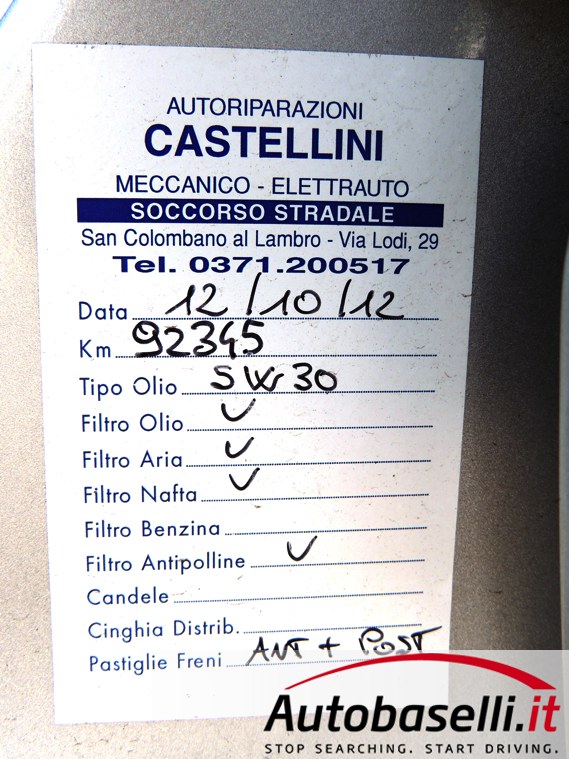 AUTORIPARAZIONI
CASTELLINI
MECCANICO - ELETTRAUTO
SOCCORSO STRADALE
San Colombano al Lambro - Via Lodi, 29
Tel. 0371.200517
Data 12/10/12
Km 92345
Tipo Olio 5W30
Filtro Olio ✓
Filtro Aria ✓
Filtro Nafta ✓
Filtro Benzina
Filtro Antipolline ✓
Candele
Cinghia Distrib.
Pastiglie Freni ANT + POST
Autobaselli.it
STOP SEARCHING. START DRIVING.